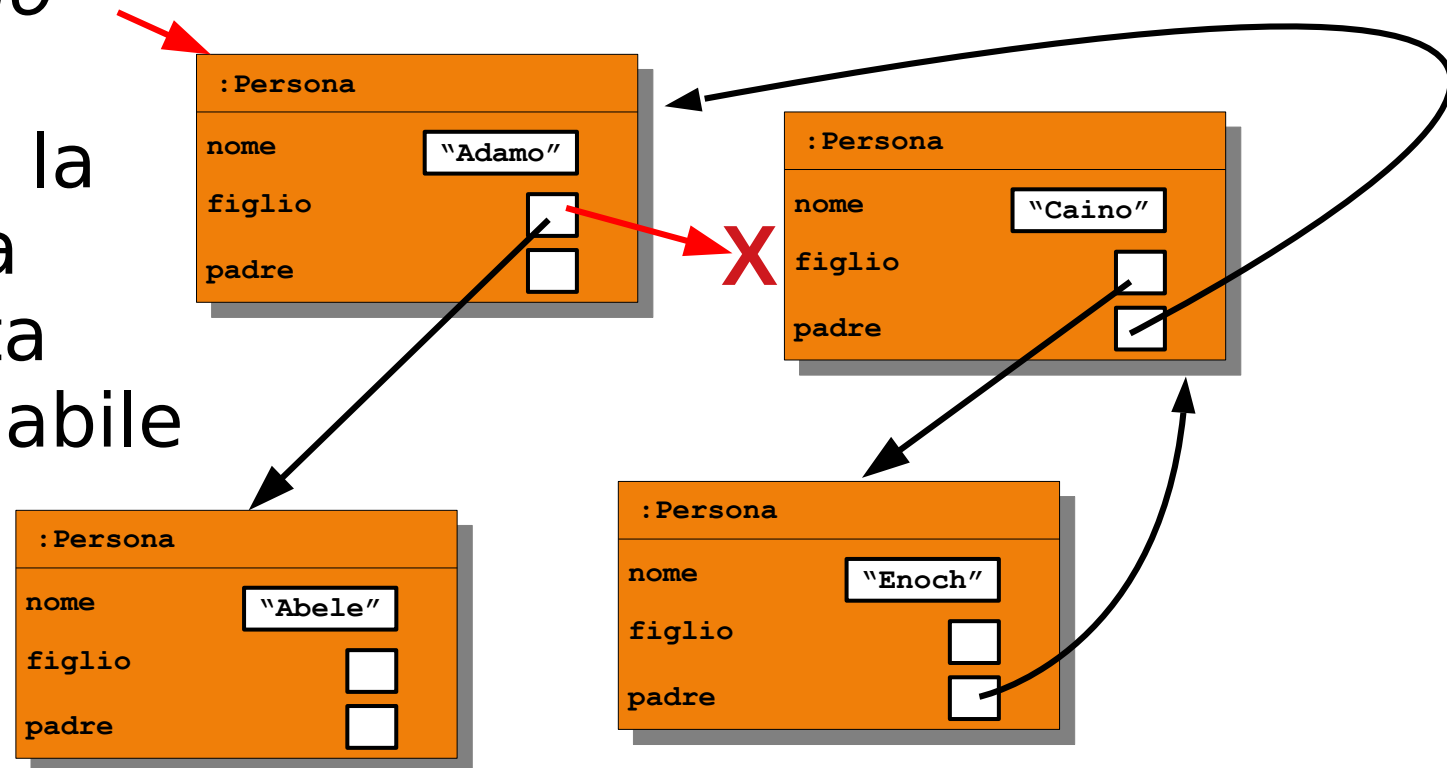 la
abile
:Persona
nome "Adamo"
figlio
padre
X
:Persona
nome "Caino"
figlio
padre
:Persona
nome "Abele"
figlio
padre
:Persona
nome "Enoch"
figlio
padre